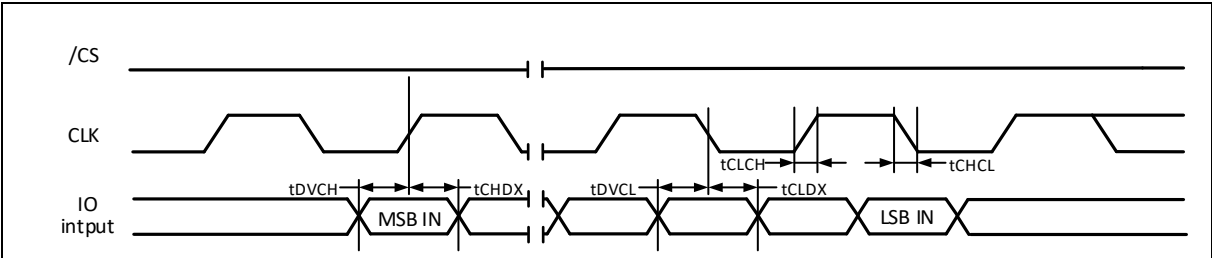 /CS
CLK
tCLCH
tCHCL
tDVCH
tCHDX
tDVCL
tCLDX
IO
intput
MSB IN
LSB IN